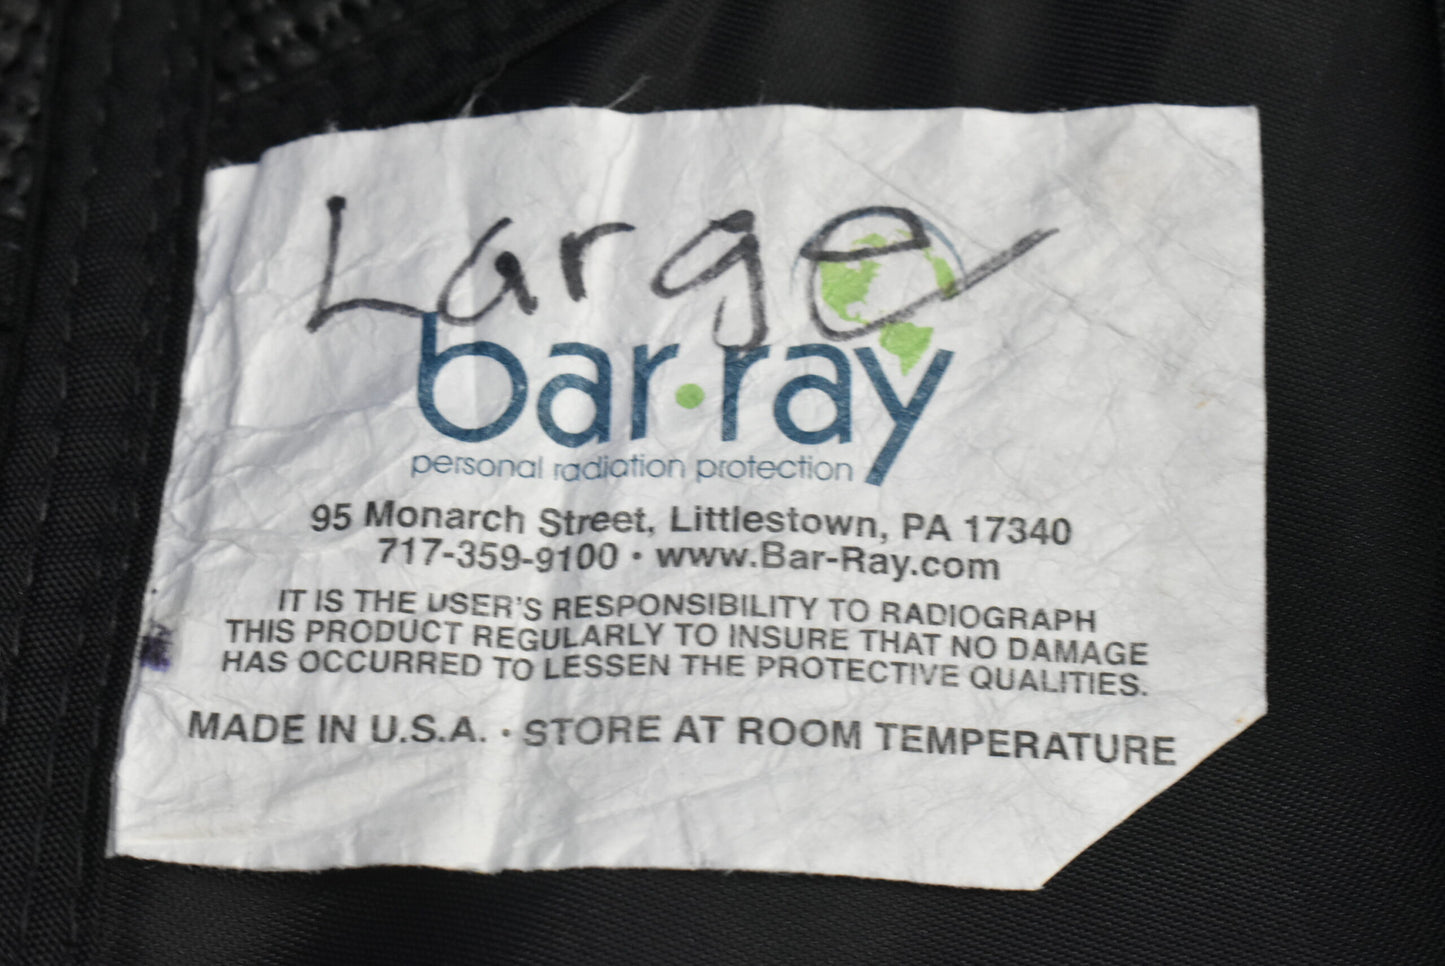 Large
bar·ray
personal radiation protection
95 Monarch Street, Littlestown, PA 17340
717-359-9100 · www.Bar-Ray.com
IT IS THE USER'S RESPONSIBILITY TO RADIOGRAPH
THIS PRODUCT REGULARLY TO INSURE THAT NO DAMAGE
HAS OCCURRED TO LESSEN THE PROTECTIVE QUALITIES.
MADE IN U.S.A. · STORE AT ROOM TEMPERATURE